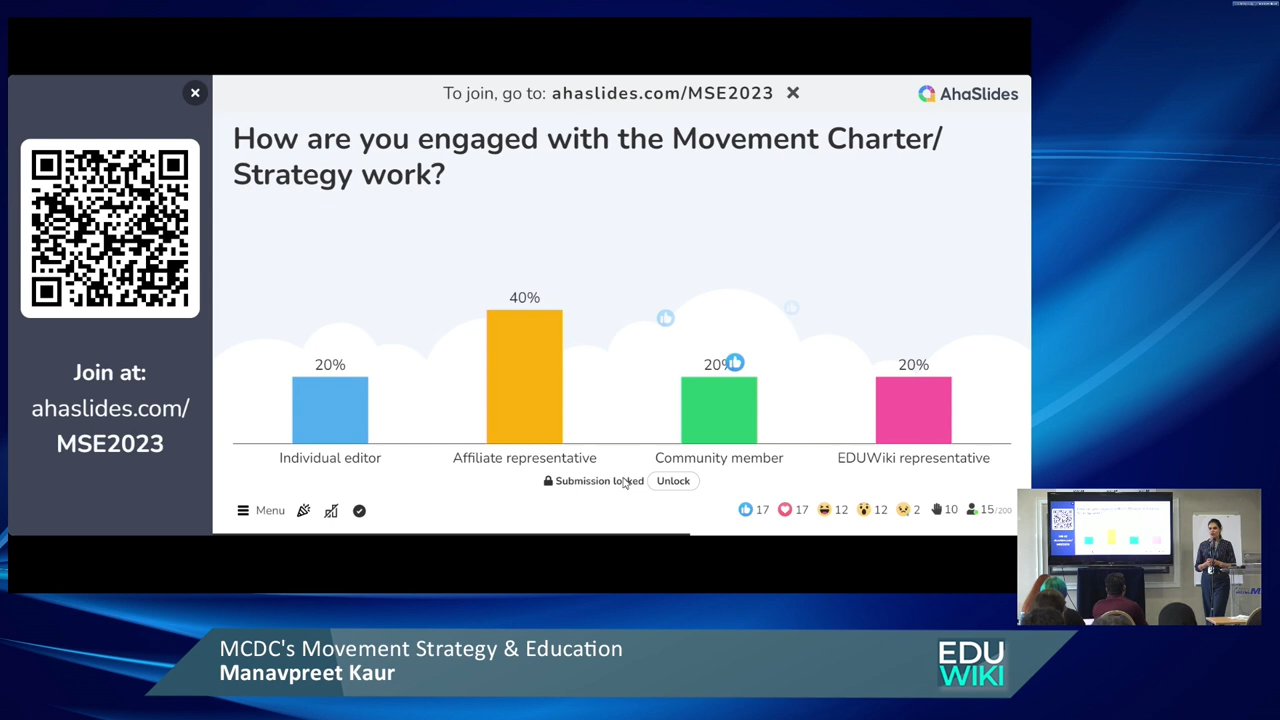 To join, go to: ahaslides.com/MSE2023
AhaSlides
How are you engaged with the Movement Charter/
Strategy work?
Join at:
ahaslides.com/
MSE2023
20%
40%
20%
20%
Individual editor
Affiliate representative
Community member
EDUWiki representative
Submission locked
Unlock
Menu
17
17
12
12
2
10
15/200
MCDC's Movement Strategy & Education
Manavpreet Kaur
EDU
WIKI